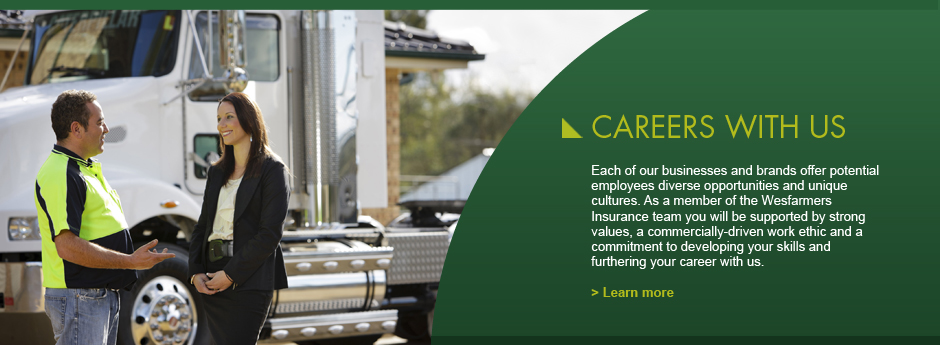 CATERPILLAR
CAREERS WITH US
Each of our businesses and brands offer potential
employees diverse opportunities and unique
cultures. As a member of the Wesfarmers
Insurance team you will be supported by strong
values, a commercially-driven work ethic and a
commitment to developing your skills and
furthering your career with us.
> Learn more